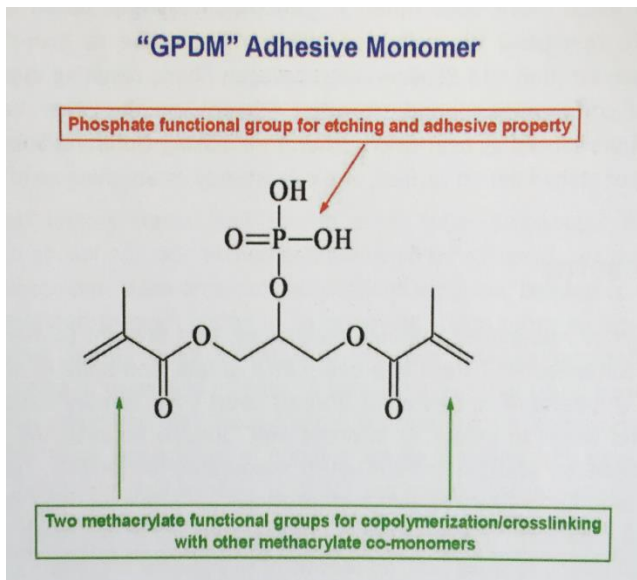 “GPDM” Adhesive Monomer
Phosphate functional group for etching and adhesive property
OH
O=P–OH
O
O
O
O
O
Two methacrylate functional groups for copolymerization/crosslinking
with other methacrylate co-monomers